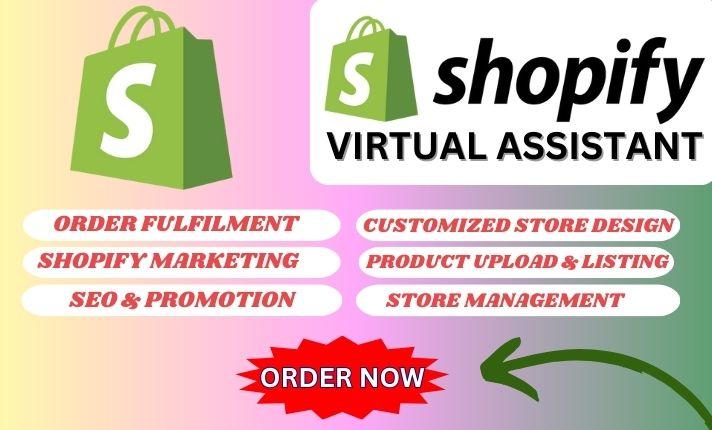 S
S shopify
VIRTUAL ASSISTANT
ORDER FULFILMENT
SHOPIFY MARKETING
SEO & PROMOTION
CUSTOMIZED STORE DESIGN
PRODUCT UPLOAD & LISTING
STORE MANAGEMENT
ORDER NOW